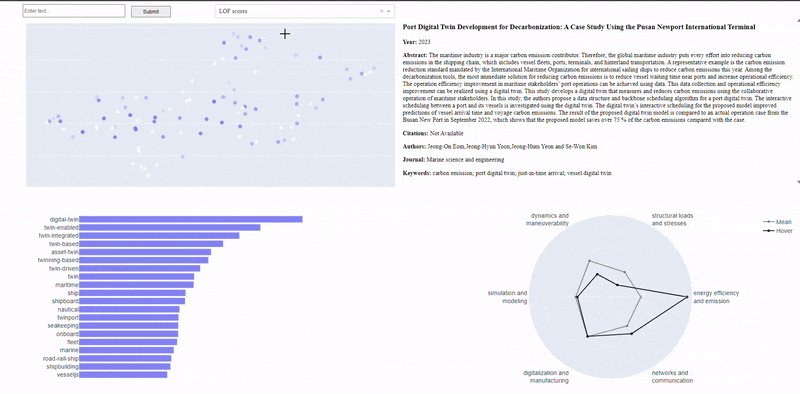 Enter text...
Submit
LOF scores
Port Digital Twin Development for Decarbonization: A Case Study Using the Pusan Newport International Terminal
Year: 2023
Abstract: The maritime industry is a major carbon emission contributor. Therefore, the global maritime industry puts every effort into reducing carbon
emissions in the shipping chain, which includes vessel fleets, ports, terminals, and hinterland transportation. A representative example is the carbon emission
reduction standard mandated by the International Maritime Organization for international sailing ships to reduce carbon emissions this year. Among the
decarbonization tools, the most immediate solution for reducing carbon emissions is to reduce vessel waiting time near ports and increase operational efficiency.
The operation efficiency improvement in maritime stakeholders' port operations can be achieved using data. This data collection and operational efficiency
improvement can be realized using a digital twin. This study develops a digital twin that measures and reduces carbon emissions using the collaborative
operation of maritime stakeholders. In this study, the authors propose a data structure and backbone scheduling algorithm for a port digital twin. The
interactive scheduling between a port and its vessels is investigated using the digital twin. The digital twin's interactive scheduling for the proposed model improved
predictions of vessel arrival time and voyage carbon emissions. The result of the proposed digital twin model is compared to an actual operation case from the
Busan New Port in September 2022, which shows that the proposed model saves over 75 % of the carbon emissions compared with the case.
Citations: Not Available
Authors: Jeong-On Eom,Jeong-Hyun Yoon,Jeong-Hum Yeon and Se-Won Kim
Journal: Marine science and engineering
Keywords: carbon emission; port digital twin; just-in-time arrival; vessel digital twin
digital-twin
twin-enabled
twin-integrated
twin-based
asset-twin
twinning-based
twin-driven
twin
maritime
ship
shipboard
nautical
twinport
seakeeping
onboard
fleet
marine
road-rail-ship
shipbuilding
vesseljs
dynamics and
maneuverability
structural loads
and stresses
Mean
Hover
simulation and
modeling
energy efficiency
and emission
digitalization and
manufacturing
networks and
communication